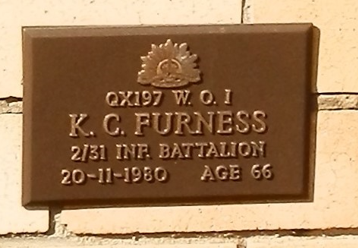 QX197 W. O. I
K. C. FURNESS
2/31 INF. BATTALION
20-11-1980 AGE 66